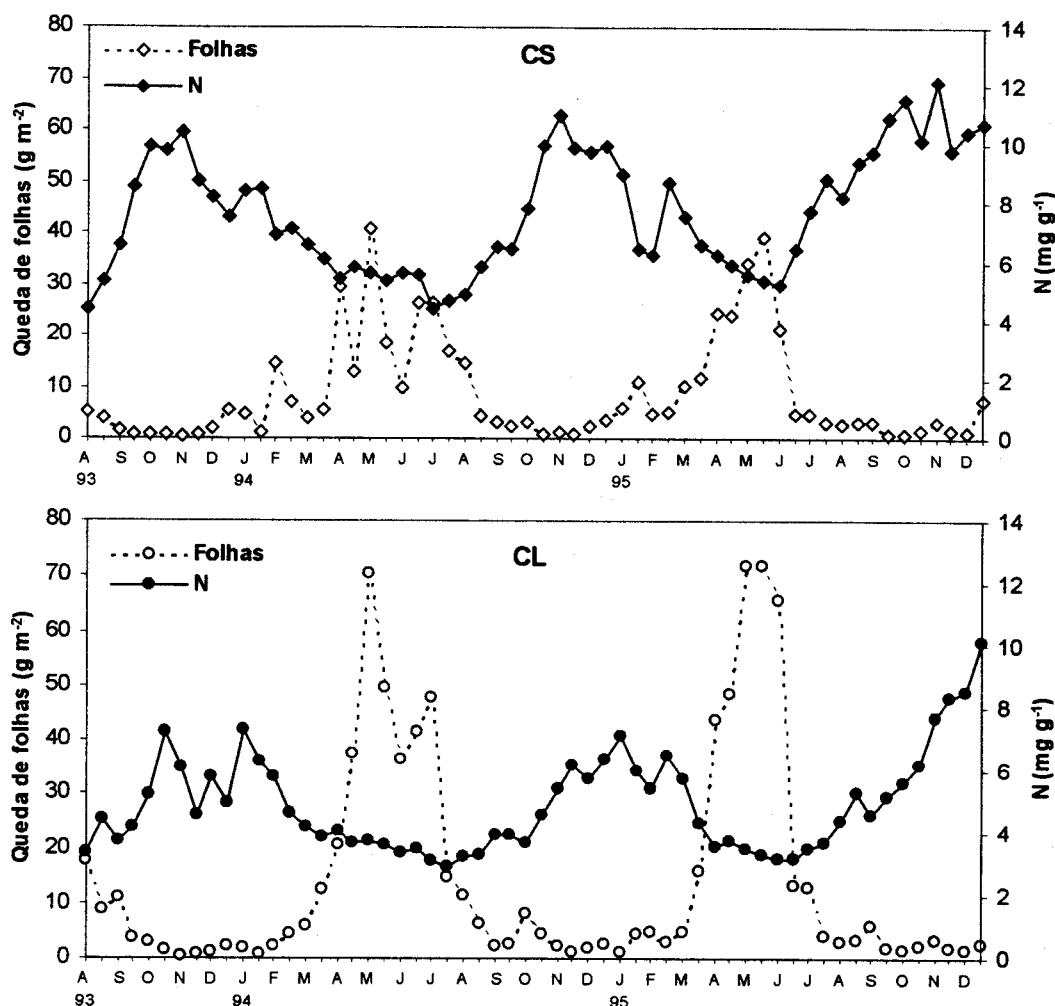 CS
Folhas
N
Queda de folhas (g m⁻²)
80
70
60
50
40
30
20
10
0
N (mg g⁻¹)
14
12
10
8
6
4
2
0
A S O N D J F M A M J J A S O N D J F M A M J J A S O N D
93 94 95
CL
Folhas
N
Queda de folhas (g m⁻²)
80
70
60
50
40
30
20
10
0
N (mg g⁻¹)
14
12
10
8
6
4
2
0
A S O N D J F M A M J J A S O N D J F M A M J J A S O N D
93 94 95